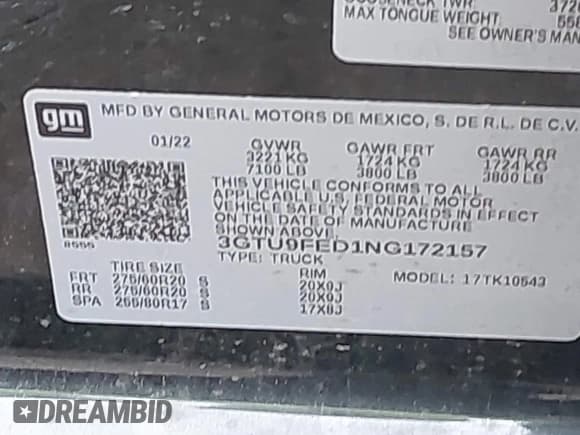 MAX TONGUE WEIGHT
SEE OWNER'S MAN
gm
MFD BY GENERAL MOTORS DE MEXICO, S. DE R.L. DE C.V.
01/22 GVWR GAWR FRT GAWR RR
3221 KG 1724 KG 1724 KG
7100 LB 3800 LB 3800 LB
THIS VEHICLE CONFORMS TO ALL
APPLICABLE U.S. FEDERAL MOTOR
VEHICLE SAFETY STANDARDS IN EFFECT
ON THE DATE OF MANUFACTURE
SHOWN ABOVE.
3GTU9FED1NG172157
TYPE: TRUCK
MODEL: 17TK10543
TIRE SIZE RIM
FRT 275/60R20 S 20X9J
RR 275/60R20 S 20X9J
SPA 255/80R17 S 17X8J
DREAMBID